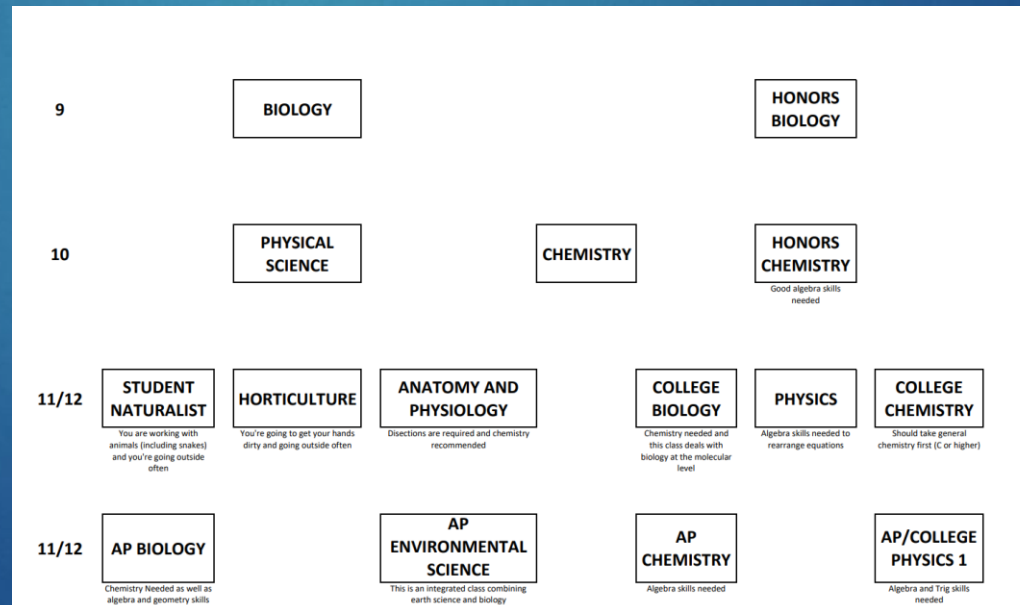 9
BIOLOGY
HONORS
BIOLOGY
10
PHYSICAL
SCIENCE
CHEMISTRY
HONORS
CHEMISTRY
Good algebra skills
needed
11/12
STUDENT
NATURALIST
You are working with
animals (including snakes)
and you're going outside
often
HORTICULTURE
You're going to get your hands
dirty and going outside often
ANATOMY AND
PHYSIOLOGY
Disections are required and chemistry
recommended
COLLEGE
BIOLOGY
Chemistry needed and
this class deals with
biology at the molecular
level
PHYSICS
Algebra skills needed to
rearrange equations
COLLEGE
CHEMISTRY
Should take general
chemistry first (C or higher)
11/12
AP BIOLOGY
Chemistry Needed as well as
algebra and geometry skills
AP
ENVIRONMENTAL
SCIENCE
This is an integrated class combining
earth science and biology
AP
CHEMISTRY
Algebra skills needed
AP/COLLEGE
PHYSICS 1
Algebra and Trig skills
needed